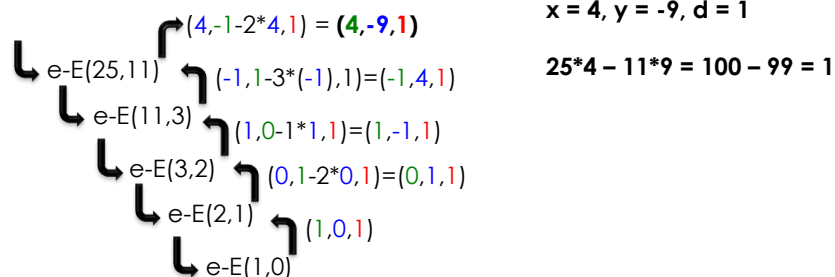 (4,-1-2*4,1) = (4,-9,1)
x = 4, y = -9, d = 1
e-E(25,11)
(-1,1-3*(-1),1)=(-1,4,1)
25*4 – 11*9 = 100 – 99 = 1
e-E(11,3)
(1,0-1*1,1)=(1,-1,1)
e-E(3,2)
(0,1-2*0,1)=(0,1,1)
e-E(2,1)
(1,0,1)
e-E(1,0)